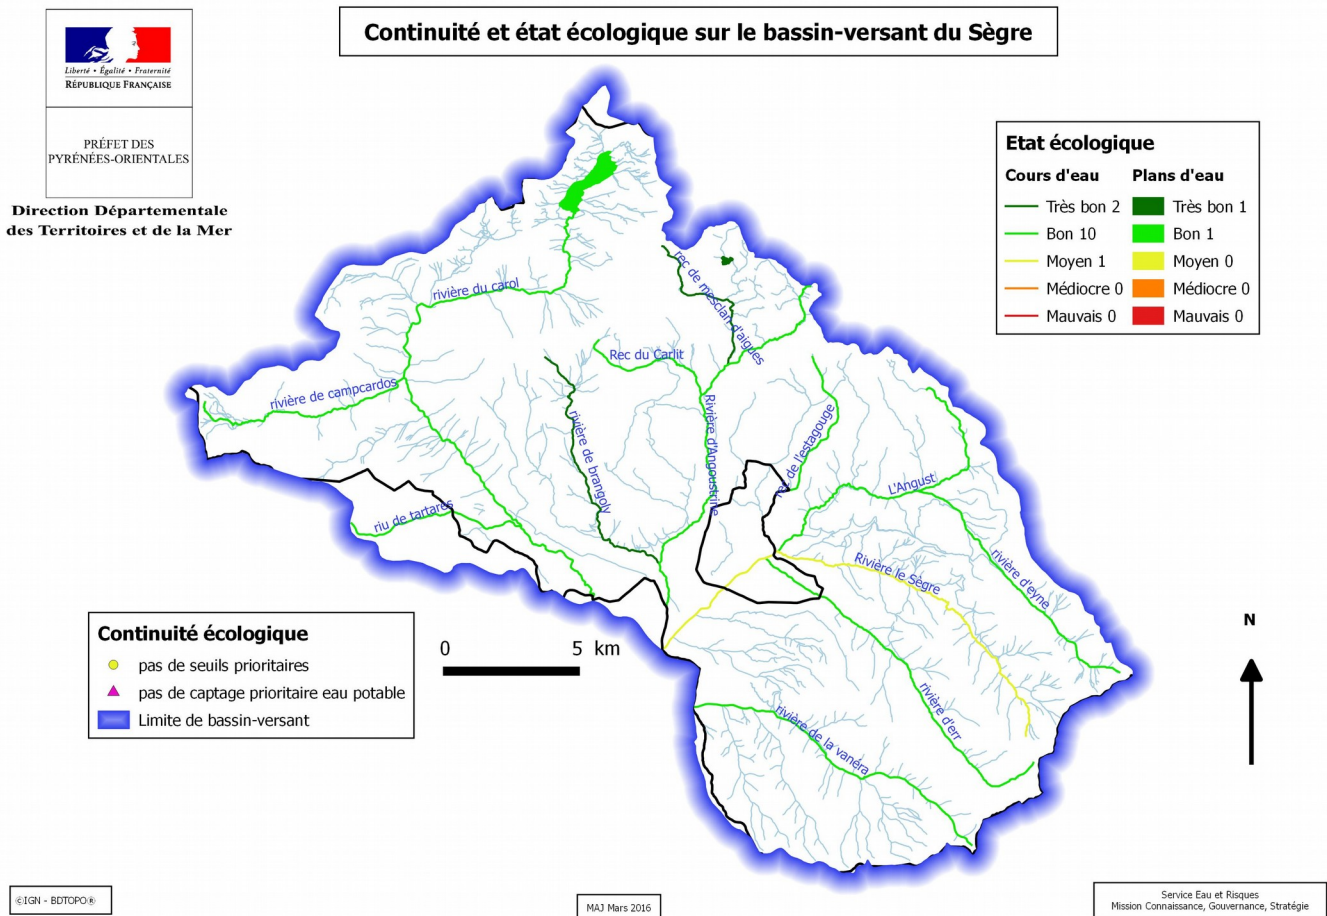 Continuité et état écologique sur le bassin-versant du Sègre
Liberté • Égalité • Fraternité
RÉPUBLIQUE FRANÇAISE
PRÉFET DES
PYRÉNÉES-ORIENTALES
Direction Départementale
des Territoires et de la Mer
Etat écologique
Cours d'eau Plans d'eau
Très bon 2 Très bon 1
Bon 10 Bon 1
Moyen 1 Moyen 0
Médiocre 0 Médiocre 0
Mauvais 0 Mauvais 0
rec de mesclan d'aigues
rivière du carol
Rec du Carlit
rivière de campcardos
Rivière d'Angoustrine
rivière de brangoly
rec de l'estagouge
L'Angust
riu de tartarès
Rivière le Sègre
rivière d'eyne
rivière d'err
rivière de la vanéra
Continuité écologique
pas de seuils prioritaires
pas de captage prioritaire eau potable
Limite de bassin-versant
0 5 km
N
©IGN - BDTOPO®
MAJ Mars 2016
Service Eau et Risques
Mission Connaissance, Gouvernance, Stratégie